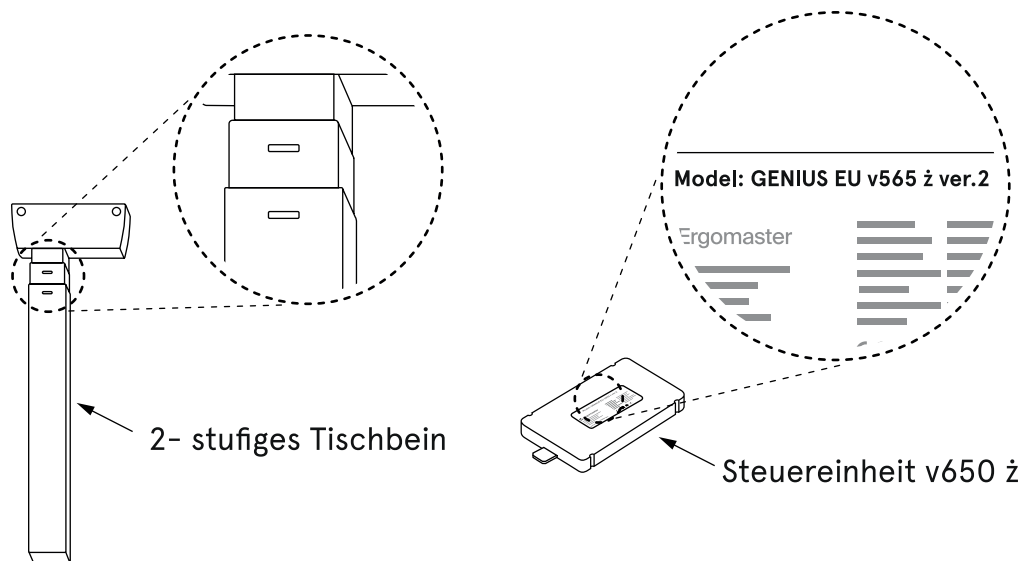 Model: GENIUS EU v565 ż ver.2
Ergomaster
2- stufiges Tischbein
Steuereinheit v650 ż